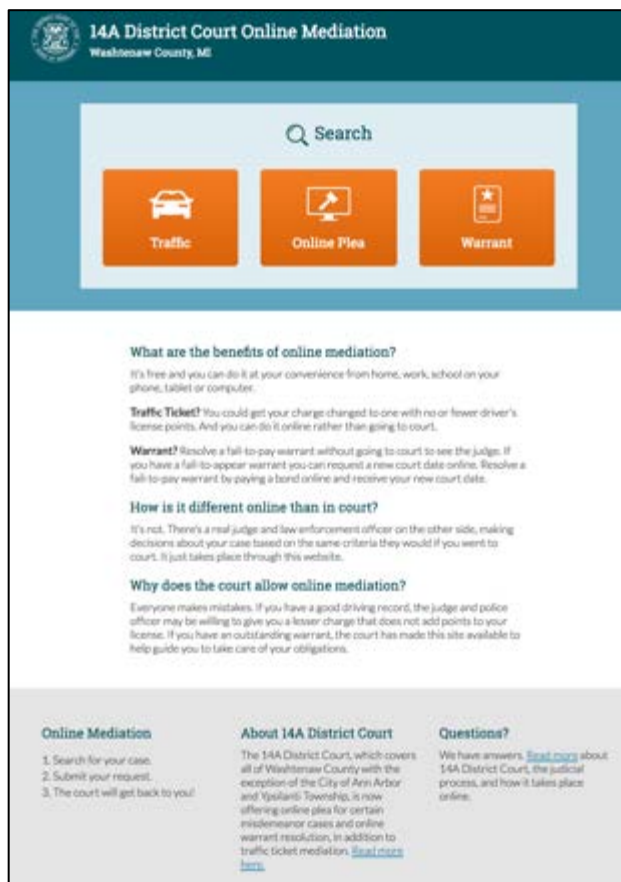 14A District Court Online Mediation
Washtenaw County, MI
Search
Traffic
Online Plea
Warrant
What are the benefits of online mediation?
It's free and you can do it at your convenience from home, work, school on your
phone, tablet or computer.
Traffic Ticket? You could get your charge changed to one with no or fewer driver's
license points. And you can do it online rather than going to court.
Warrant? Resolve a fail-to-pay warrant without going to court to see the judge. If
you have a fail-to-appear warrant you can request a new court date online. Resolve a
fail-to-pay warrant by paying a bond online and receive your new court date.
How is it different online than in court?
It's not. There's a real judge and law enforcement officer on the other side, making
decisions about your case based on the same criteria they would if you went to
court. It just takes place through this website.
Why does the court allow online mediation?
Everyone makes mistakes. If you have a good driving record, the judge and police
officer may be willing to give you a lesser charge that does not add points to your
license. If you have an outstanding warrant, the court has made this site available to
help guide you to take care of your obligations.
Online Mediation
1. Search for your case.
2. Submit your request.
3. The court will get back to you!
About 14A District Court
The 14A District Court, which covers
all of Washtenaw County with the
exception of the City of Ann Arbor
and Ypsilanti Township, is now
offering online plea for certain
misdemeanor cases and online
warrant resolution, in addition to
traffic ticket mediation. Read more
here.
Questions?
We have answers. Read more about
14A District Court, the judicial
process, and how it takes place
online.